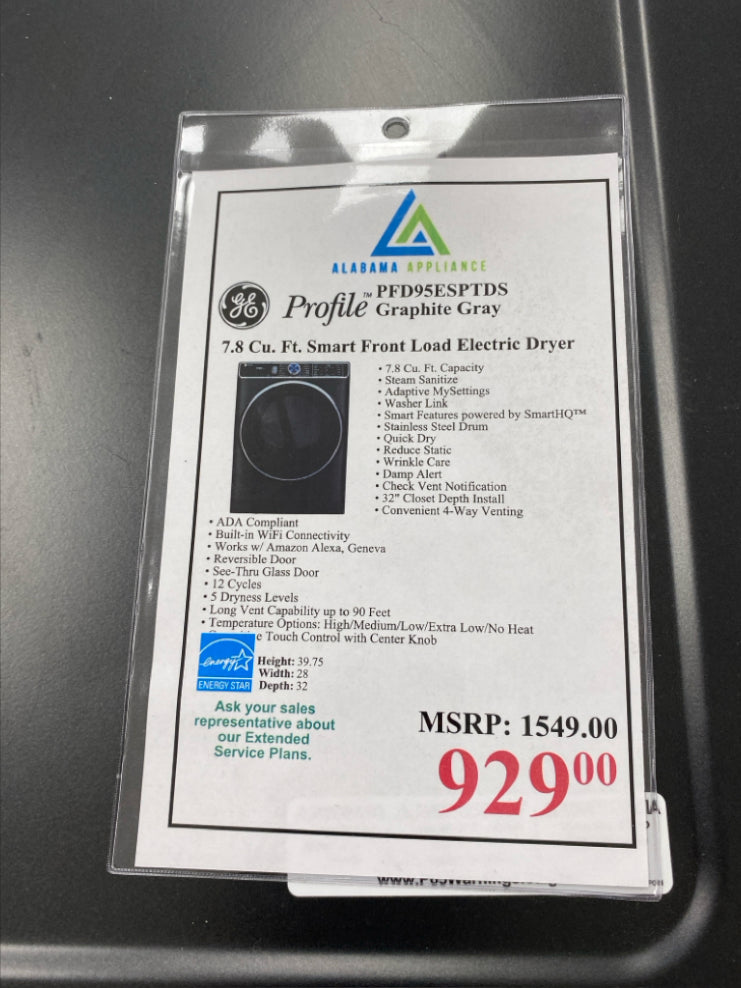 ALABAMA APPLIANCE
GE Profile™ PFD95ESPTDS
Graphite Gray
7.8 Cu. Ft. Smart Front Load Electric Dryer
• 7.8 Cu. Ft. Capacity
• Steam Sanitize
• Adaptive MySettings
• Washer Link
• Smart Features powered by SmartHQ™
• Stainless Steel Drum
• Quick Dry
• Reduce Static
• Wrinkle Care
• Damp Alert
• Check Vent Notification
• 32" Closet Depth Install
• Convenient 4-Way Venting
• ADA Compliant
• Built-in WiFi Connectivity
• Works w/ Amazon Alexa, Geneva
• Reversible Door
• See-Thru Glass Door
• 12 Cycles
• 5 Dryness Levels
• Long Vent Capability up to 90 Feet
• Temperature Options: High/Medium/Low/Extra Low/No Heat
Touch Control with Center Knob
energy
ENERGY STAR
Height: 39.75
Width: 28
Depth: 32
Ask your sales
representative about
our Extended
Service Plans.
MSRP: 1549.00
92900